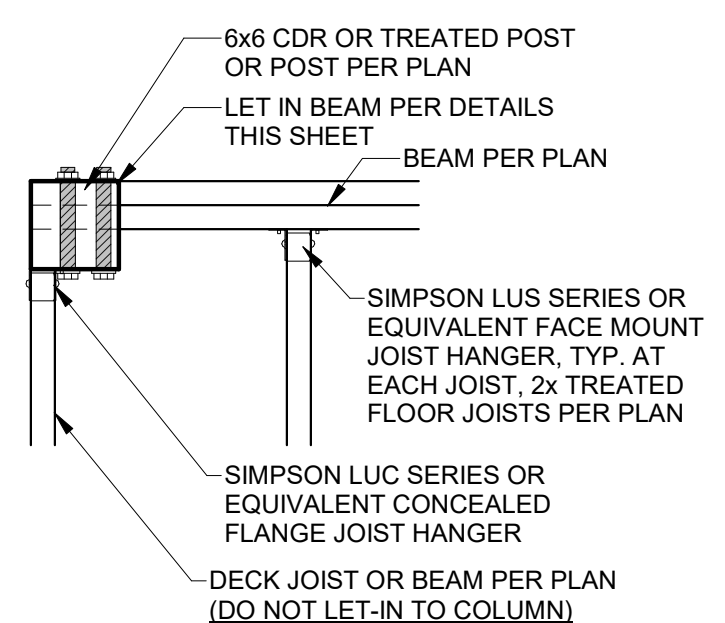 6x6 CDR OR TREATED POST
OR POST PER PLAN
LET IN BEAM PER DETAILS
THIS SHEET
BEAM PER PLAN
SIMPSON LUS SERIES OR
EQUIVALENT FACE MOUNT
JOIST HANGER, TYP. AT
EACH JOIST, 2x TREATED
FLOOR JOISTS PER PLAN
SIMPSON LUC SERIES OR
EQUIVALENT CONCEALED
FLANGE JOIST HANGER
DECK JOIST OR BEAM PER PLAN
(DO NOT LET-IN TO COLUMN)